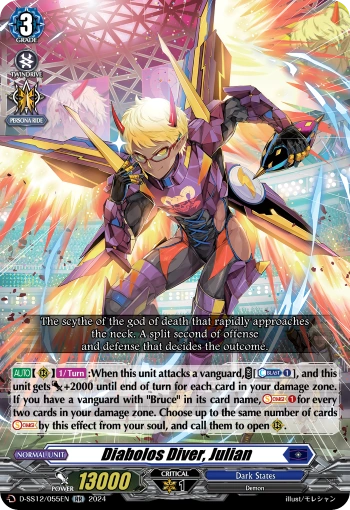 3
GRADE
TWINDRIVE
PERSONA RIDE
The scythe of the god of death that rapidly approaches
the neck. A split second of offense
and defense that decides the outcome.
AUTO 1/Turn :When this unit attacks a vanguard, [ BLAST 1], and this
unit gets +2000 until end of turn for each card in your damage zone.
If you have a vanguard with "Bruce" in its card name, 1 for every
two cards in your damage zone. Choose up to the same number of cards
by this effect from your soul, and call them to open .
NORMAL UNIT
Diabolos Diver, Julian
POWER 13000
CRITICAL
1
Dark States
Demon
D-SS12/055EN RR 2024
illust/モレシャン